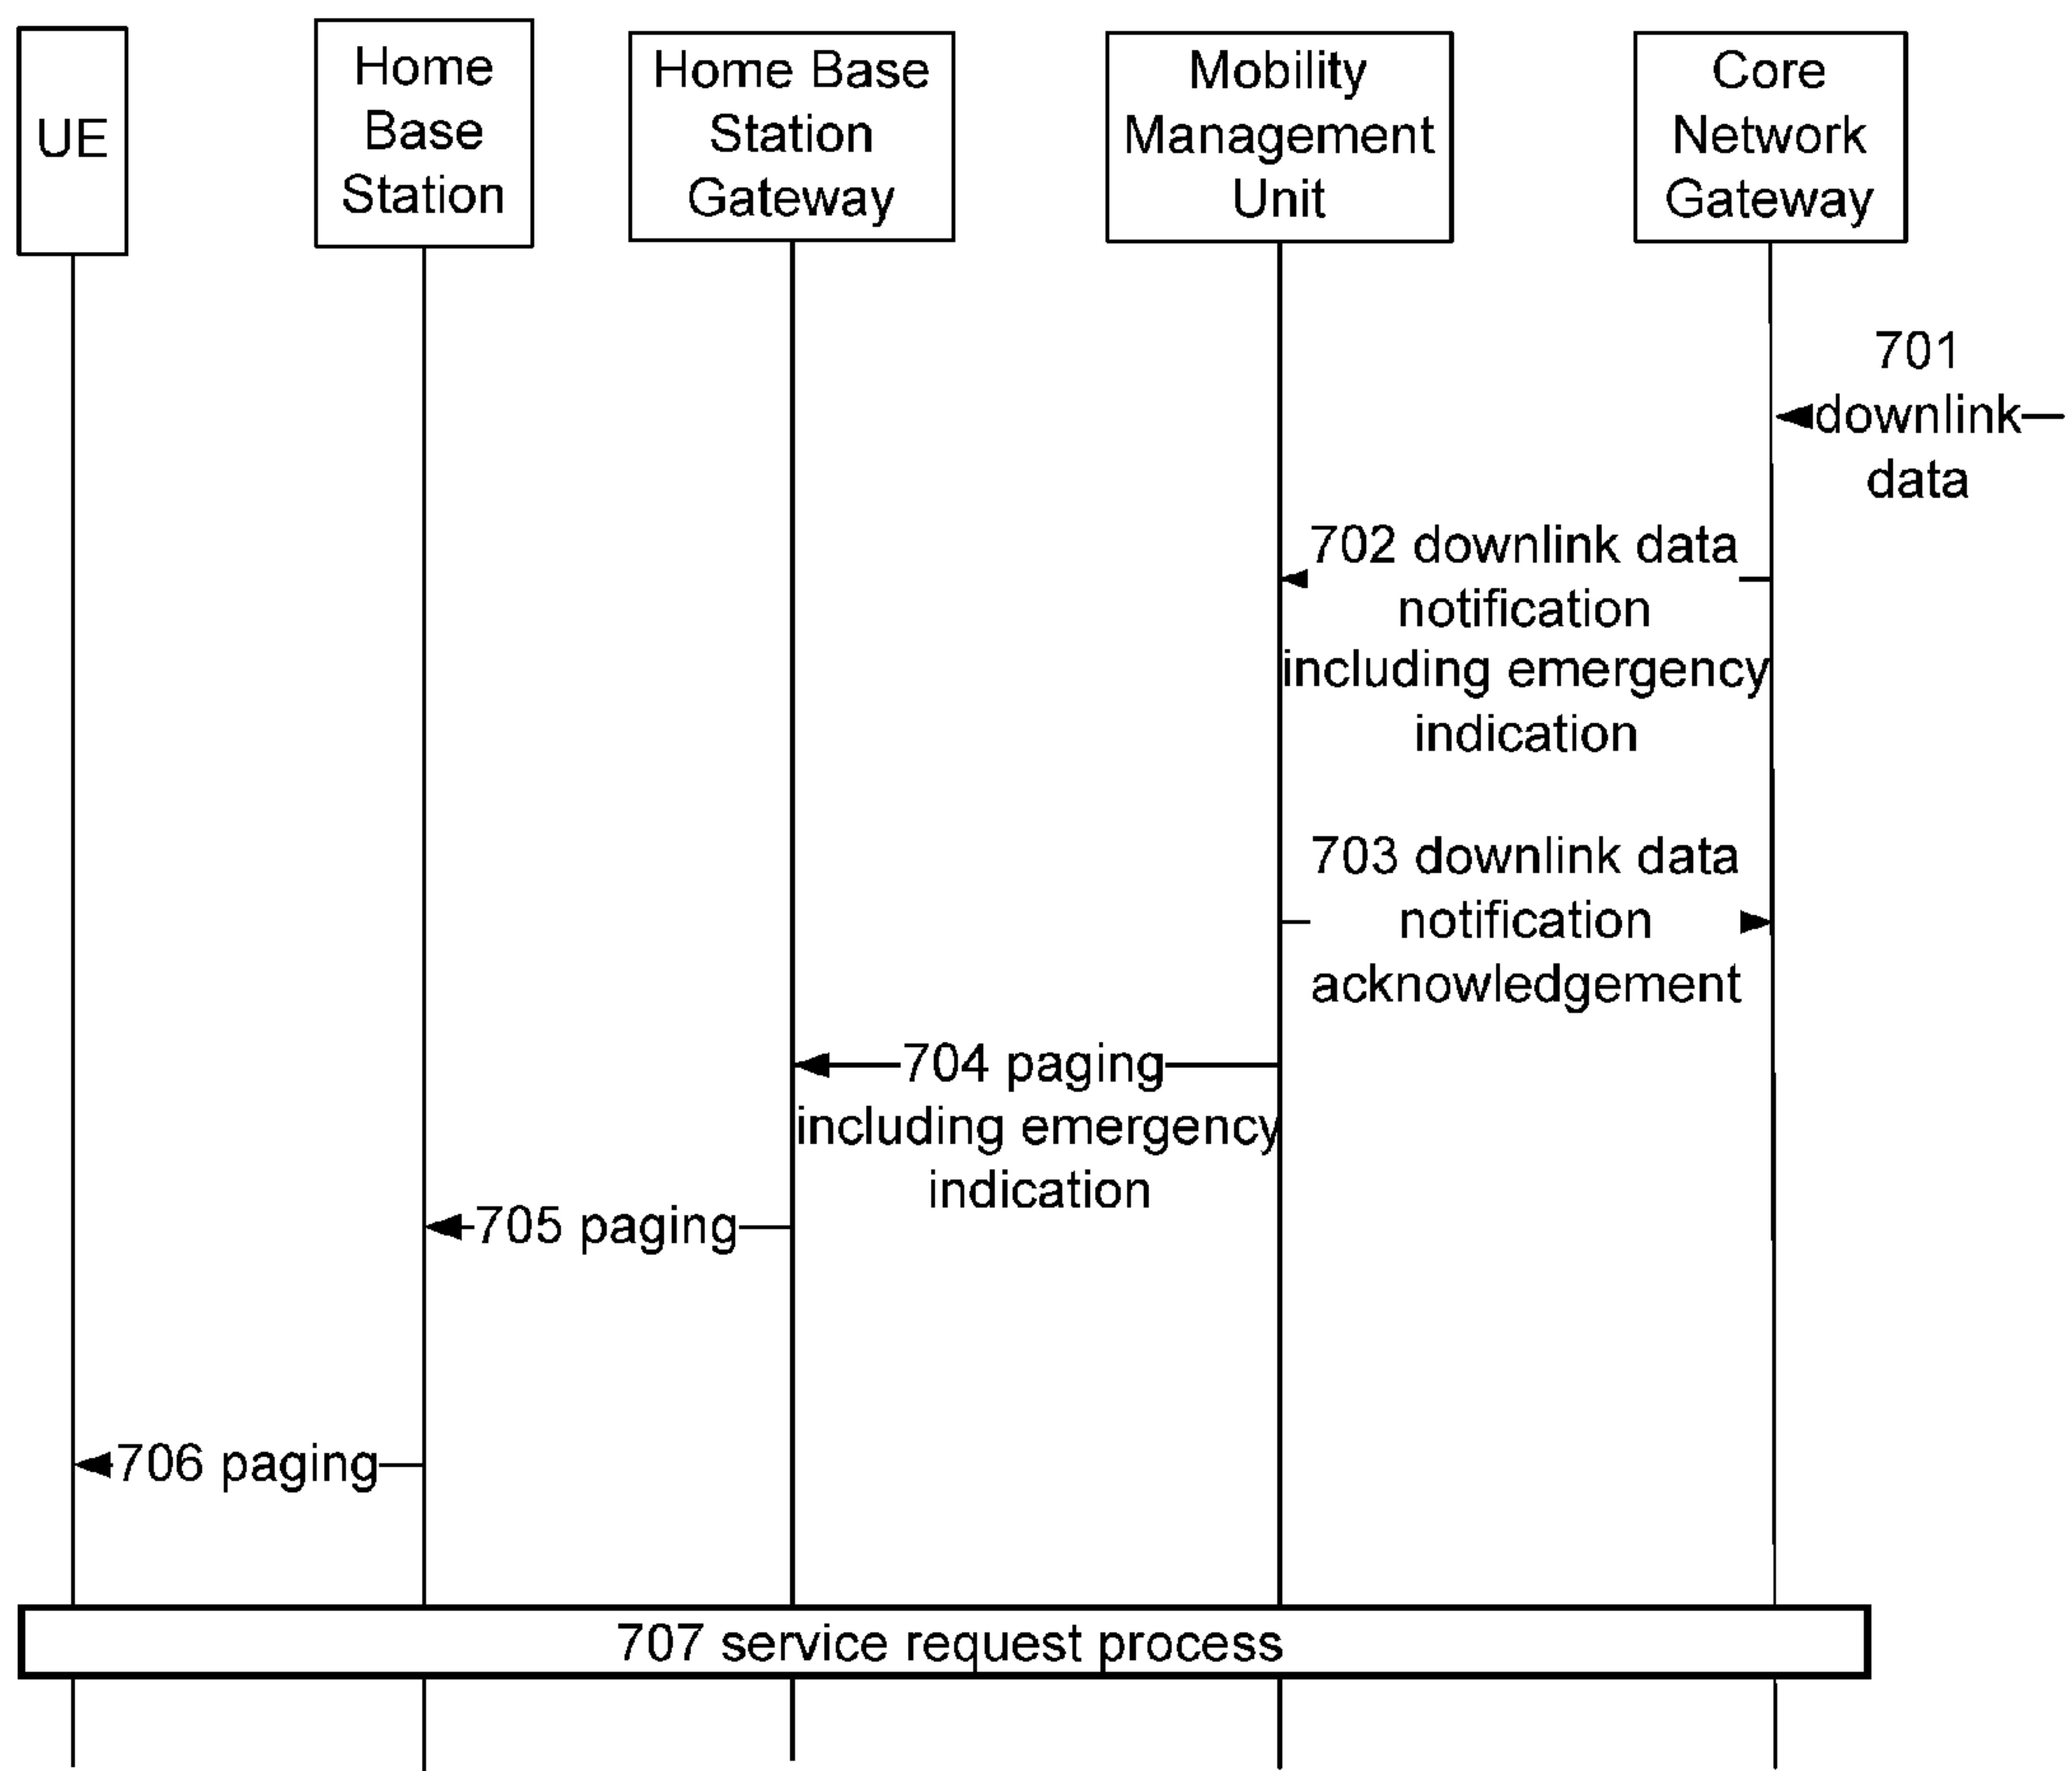 UE
Home
Base
Station
Home Base
Station
Gateway
Mobility
Management
Unit
Core
Network
Gateway
701
downlink
data
702 downlink data
notification
including emergency
indication
703 downlink data
notification
acknowledgement
704 paging
including emergency
indication
705 paging
706 paging
707 service request process